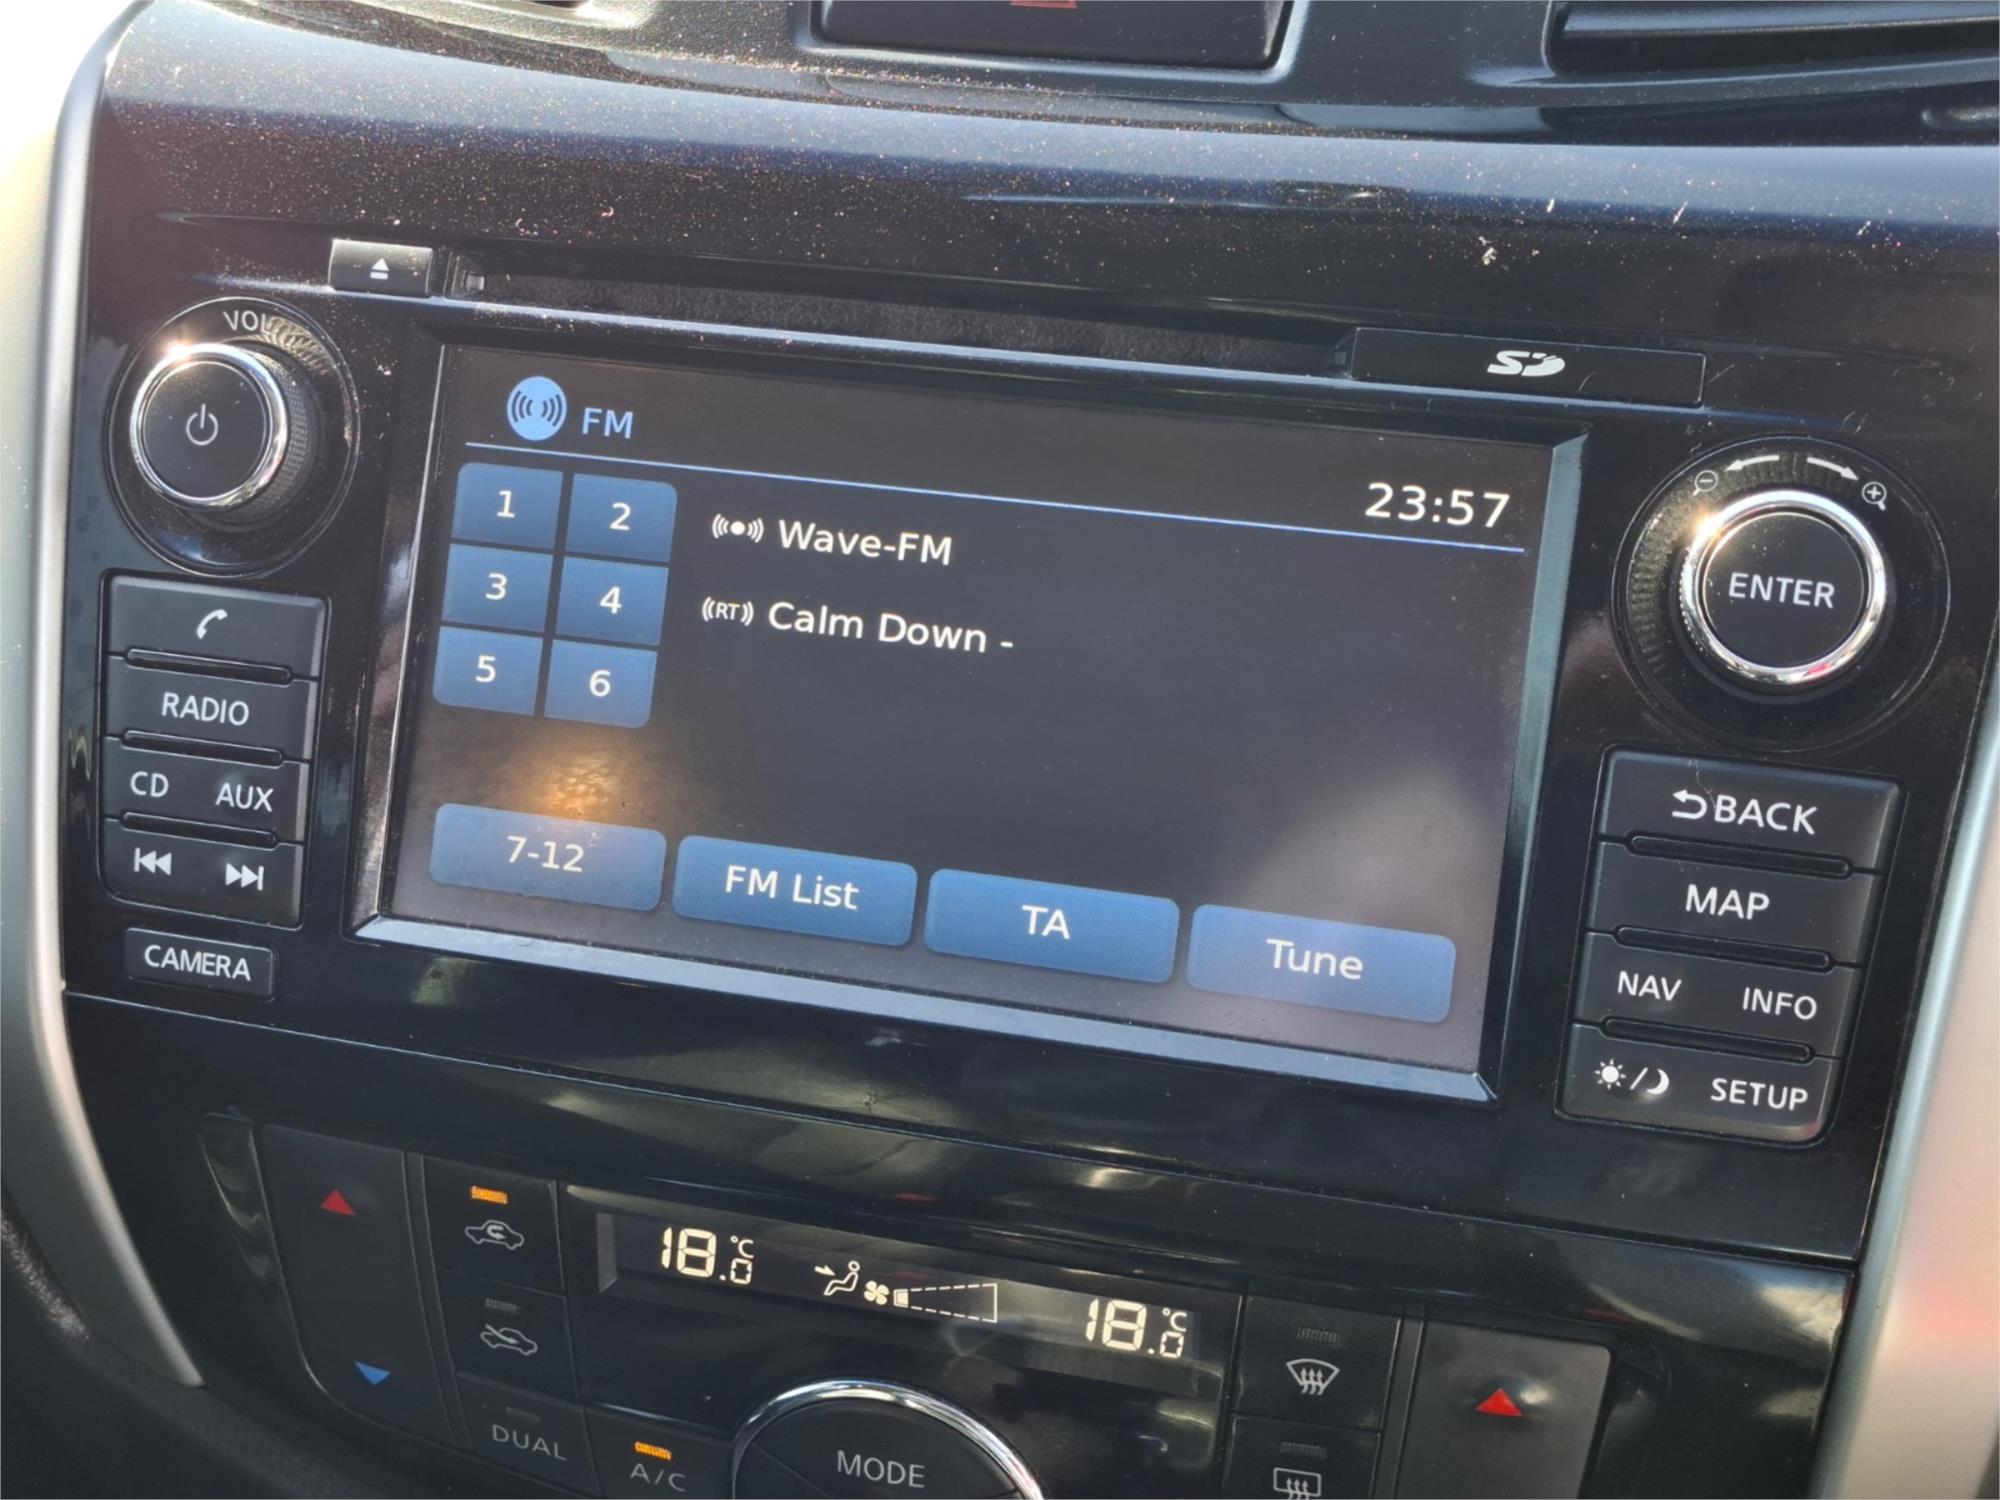 VOL
SD
FM
23:57
1 2
Wave-FM
3 4
RT Calm Down -
5 6
7-12 FM List TA Tune
RADIO
CD AUX
CAMERA
ENTER
BACK
MAP
NAV INFO
SETUP
18.0 °C 18.0 °C
DUAL A/C MODE